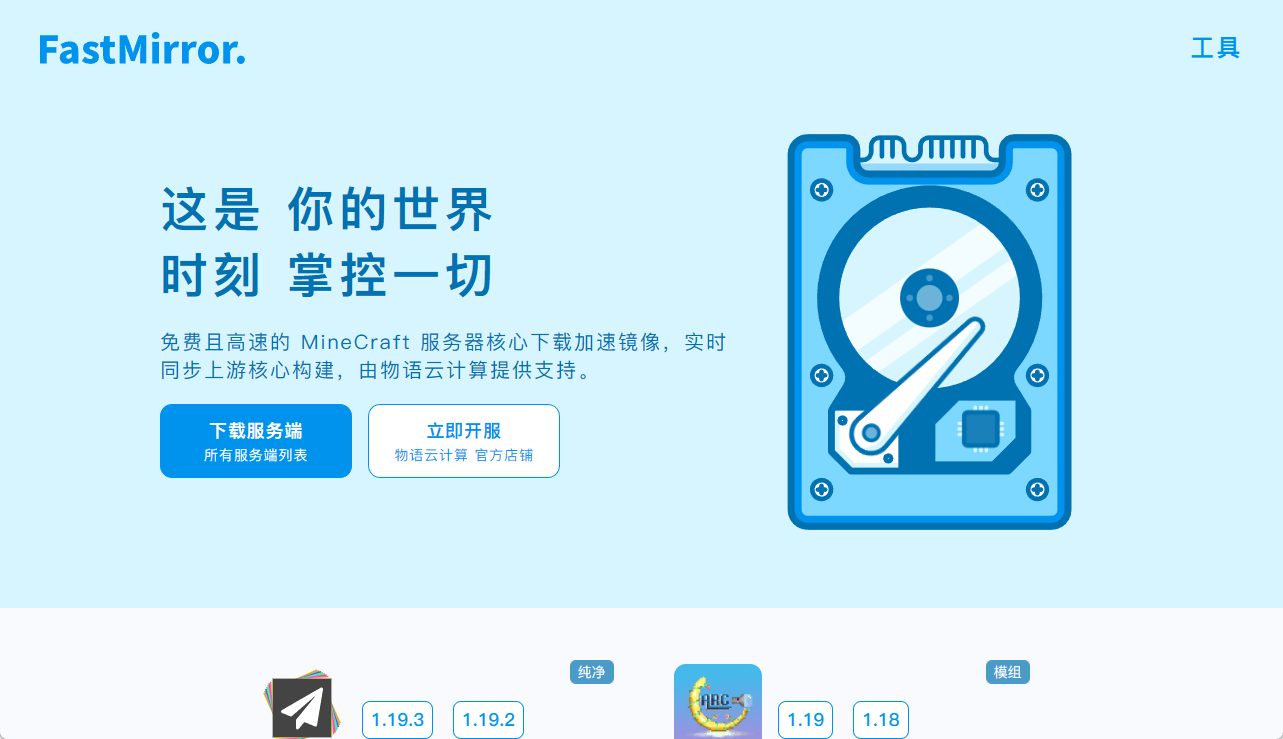 FastMirror.
工具
这是 你的世界
时刻 掌控一切
免费且高速的 MineCraft 服务器核心下载加速镜像，实时
同步上游核心构建，由物语云计算提供支持。
下载服务端
所有服务端列表
立即开服
物语云计算 官方店铺
纯净
1.19.3
1.19.2
模组
ARC
1.19
1.18